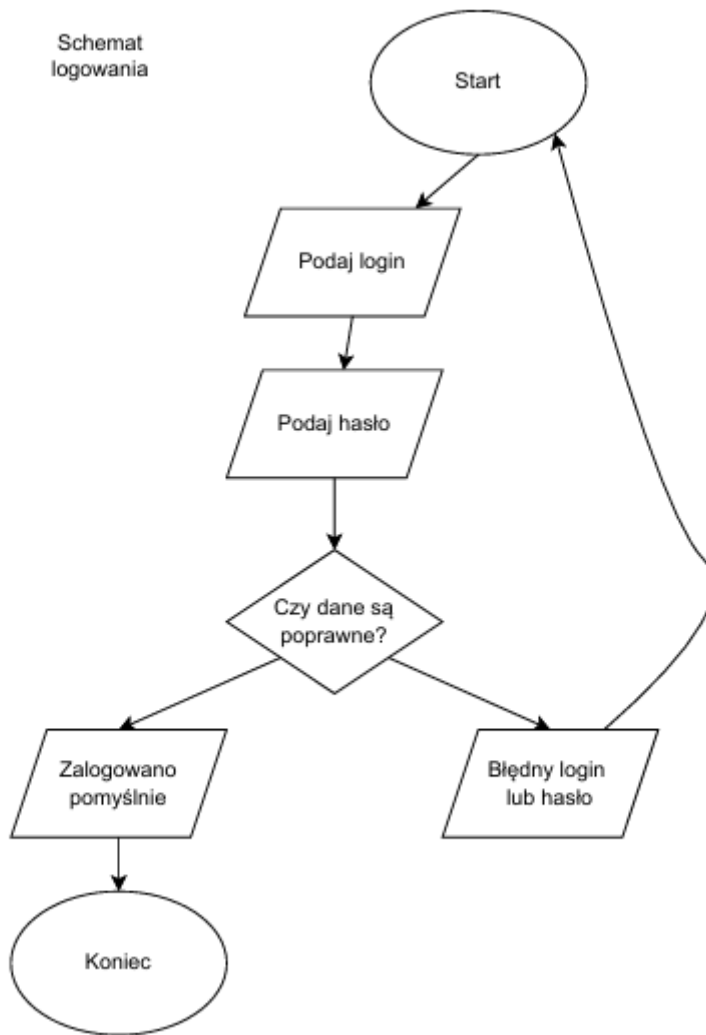 Schemat
logowania
Start
Podaj login
Podaj hasło
Czy dane są
poprawne?
Zalogowano
pomyślnie
Błędny login
lub hasło
Koniec